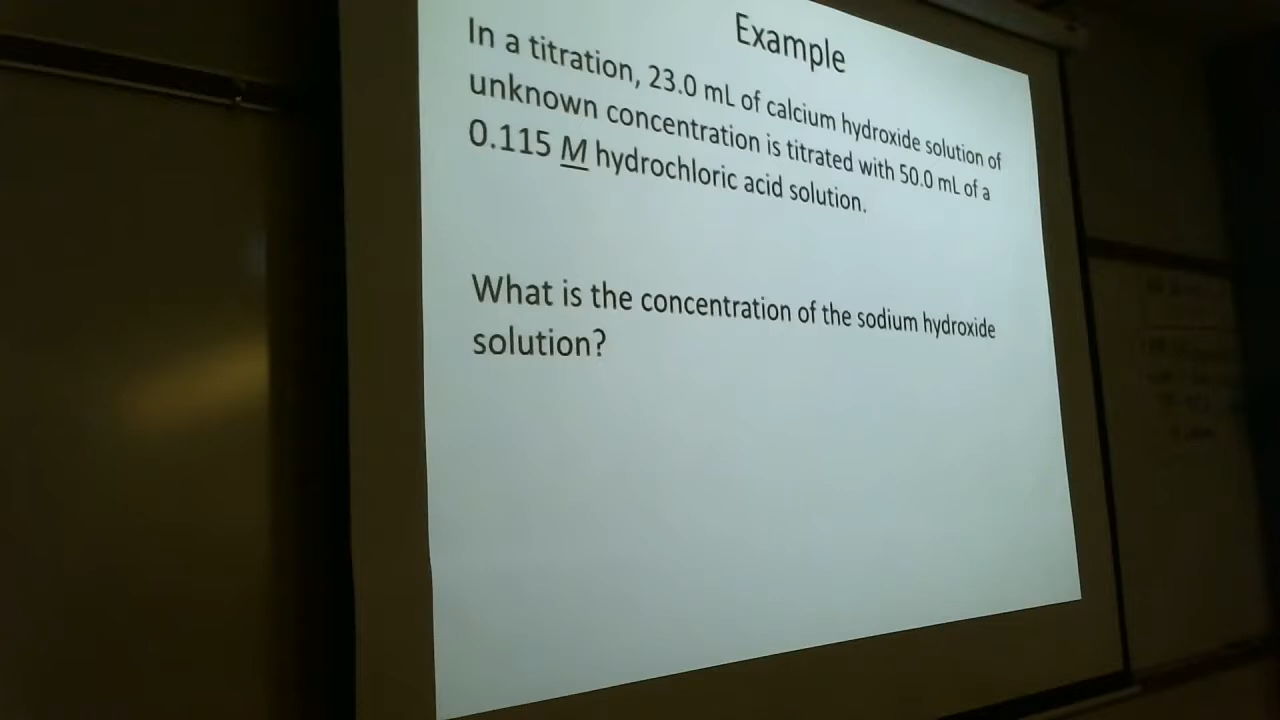 Example
In a titration, 23.0 mL of calcium hydroxide solution of
unknown concentration is titrated with 50.0 mL of a
0.115 M hydrochloric acid solution.
What is the concentration of the sodium hydroxide
solution?